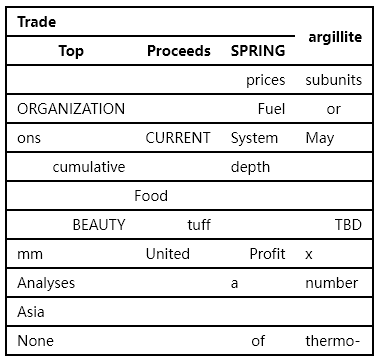 Trade argillite
Top Proceeds SPRING
prices subunits
ORGANIZATION Fuel or
ons CURRENT System May
cumulative depth
Food
BEAUTY tuff TBD
mm United Profit x
Analyses a number
Asia
None of thermo-